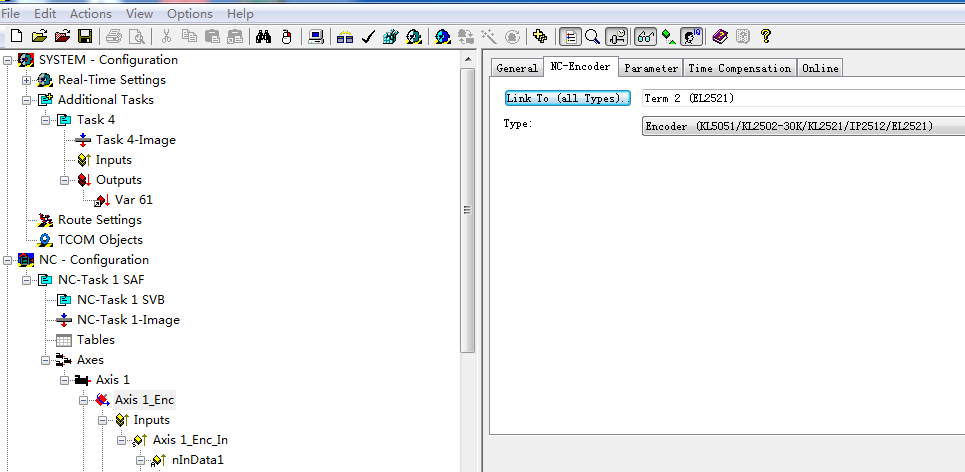 File Edit Actions View Options Help
SYSTEM - Configuration
Real-Time Settings
Additional Tasks
Task 4
Task 4-Image
Inputs
Outputs
Var 61
Route Settings
TCOM Objects
NC - Configuration
NC-Task 1 SAF
NC-Task 1 SVB
NC-Task 1-Image
Tables
Axes
Axis 1
Axis 1_Enc
Inputs
Axis 1_Enc_In
nInData1
General NC-Encoder Parameter Time Compensation Online
Link To (all Types).. Term 2 (EL2521)
Type: Encoder (KL5051/KL2502-30K/KL2521/IP2512/EL2521)